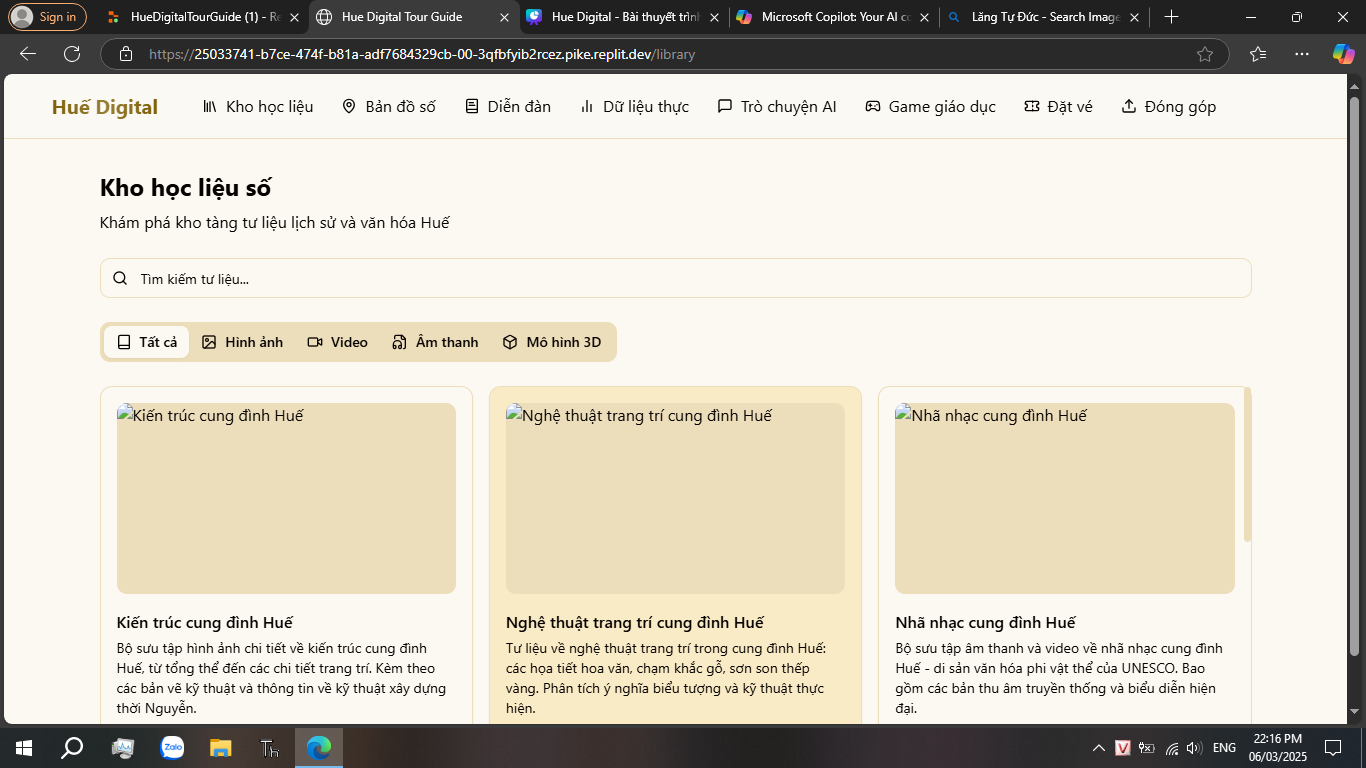 Sign in
HueDigitalTourGuide (1) - Re
Hue Digital Tour Guide
Hue Digital - Bài thuyết trình
Microsoft Copilot: Your AI co
Lăng Tự Đức - Search Image
https://25033741-b7ce-474f-b81a-adf7684329cb-00-3qfbfyib2rcez.pike.replit.dev/library
Huế Digital
Kho học liệu
Bản đồ số
Diễn đàn
Dữ liệu thực
Trò chuyện AI
Game giáo dục
Đặt vé
Đóng góp
Kho học liệu số
Khám phá kho tàng tư liệu lịch sử và văn hóa Huế
Tìm kiếm tư liệu...
Tất cả
Hình ảnh
Video
Âm thanh
Mô hình 3D
Kiến trúc cung đình Huế
Nghệ thuật trang trí cung đình Huế
Nhã nhạc cung đình Huế
Kiến trúc cung đình Huế
Bộ sưu tập hình ảnh chi tiết về kiến trúc cung đình
Huế, từ tổng thể đến các chi tiết trang trí. Kèm theo
các bản vẽ kỹ thuật và thông tin về kỹ thuật xây dựng
thời Nguyễn.
Nghệ thuật trang trí cung đình Huế
Tư liệu về nghệ thuật trang trí trong cung đình Huế:
các họa tiết hoa văn, chạm khắc gỗ, sơn son thếp
vàng. Phân tích ý nghĩa biểu tượng và kỹ thuật thực
hiện.
Nhã nhạc cung đình Huế
Bộ sưu tập âm thanh và video về nhã nhạc cung đình
Huế - di sản văn hóa phi vật thể của UNESCO. Bao
gồm các bản thu âm truyền thống và biểu diễn hiện
đại.
Zalo
Th
V
ENG
22:16 PM
06/03/2025